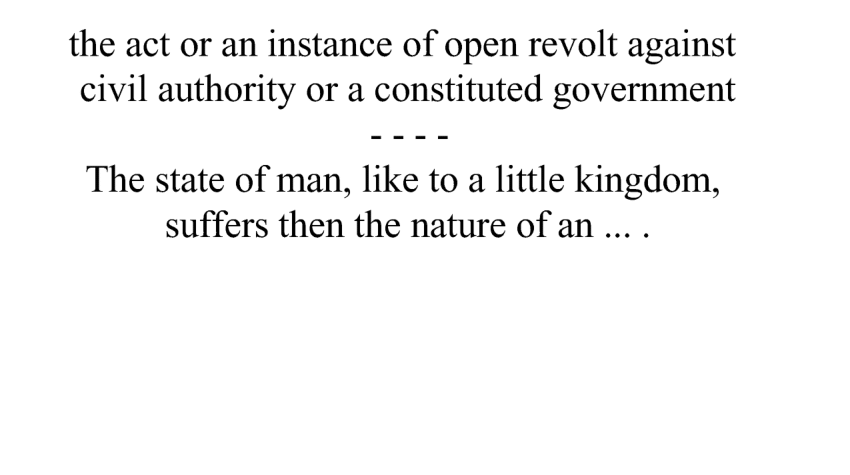 the act or an instance of open revolt against
civil authority or a constituted government
- - - -
The state of man, like to a little kingdom,
suffers then the nature of an ... .